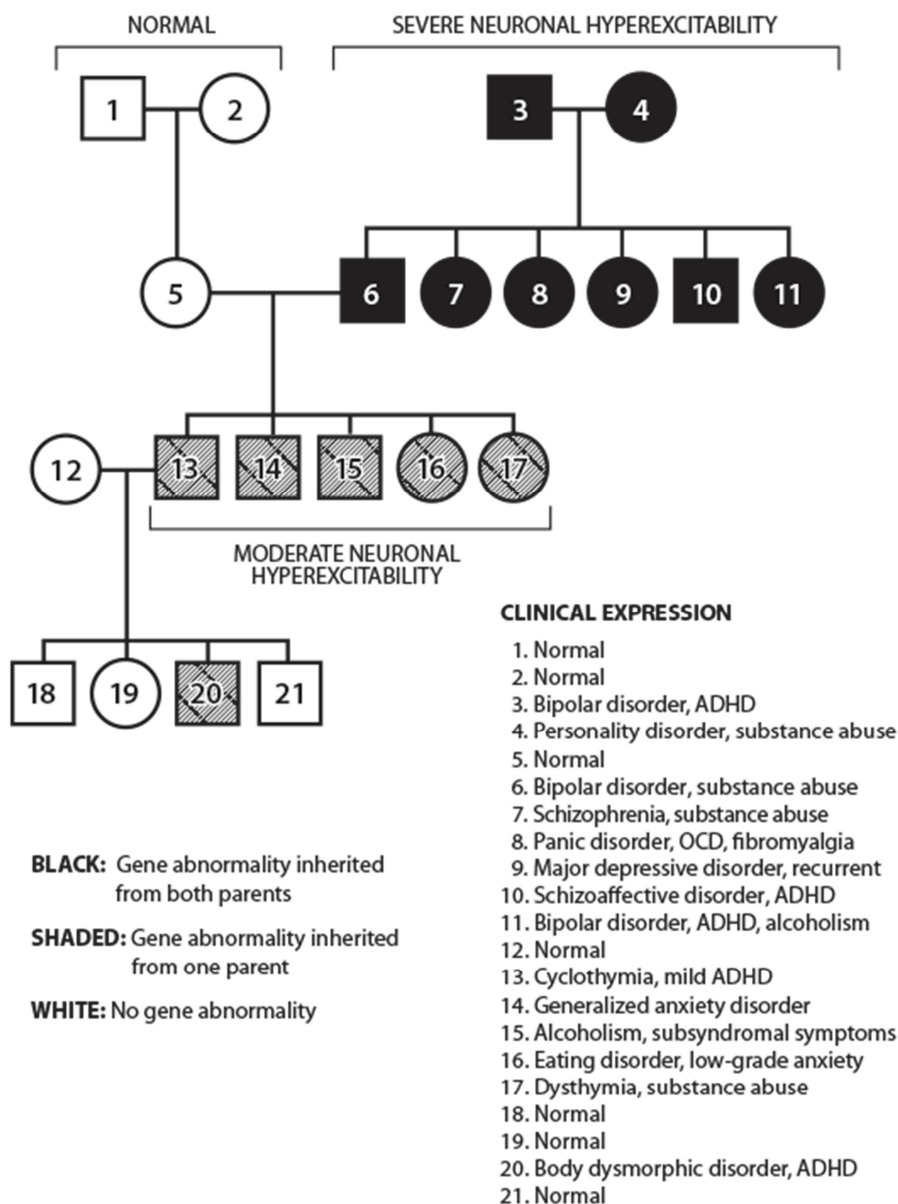 NORMAL
SEVERE NEURONAL HYPEREXCITABILITY
1
2
3
4
5
6
7
8
9
10
11
12
13
14
15
16
17
MODERATE NEURONAL
HYPEREXCITABILITY
18
19
20
21
BLACK: Gene abnormality inherited
from both parents
SHADED: Gene abnormality inherited
from one parent
WHITE: No gene abnormality
CLINICAL EXPRESSION
1. Normal
2. Normal
3. Bipolar disorder, ADHD
4. Personality disorder, substance abuse
5. Normal
6. Bipolar disorder, substance abuse
7. Schizophrenia, substance abuse
8. Panic disorder, OCD, fibromyalgia
9. Major depressive disorder, recurrent
10. Schizoaffective disorder, ADHD
11. Bipolar disorder, ADHD, alcoholism
12. Normal
13. Cyclothymia, mild ADHD
14. Generalized anxiety disorder
15. Alcoholism, subsyndromal symptoms
16. Eating disorder, low-grade anxiety
17. Dysthymia, substance abuse
18. Normal
19. Normal
20. Body dysmorphic disorder, ADHD
21. Normal